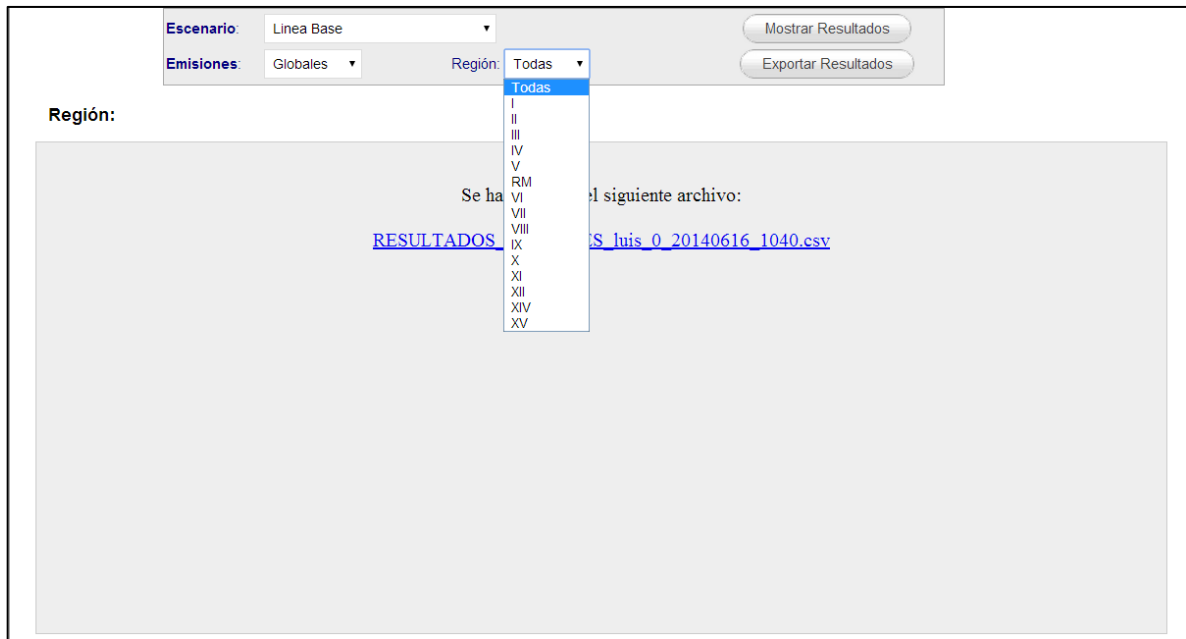 Escenario: Linea Base Mostrar Resultados
Emisiones: Globales Región: Todas Exportar Resultados
Región:
Todas
I
II
III
IV
V
RM
VI
VII
VIII
IX
X
XI
XII
XIV
XV
Se ha el siguiente archivo:
RESULTADOS_ ES_luis_0_20140616_1040.csv